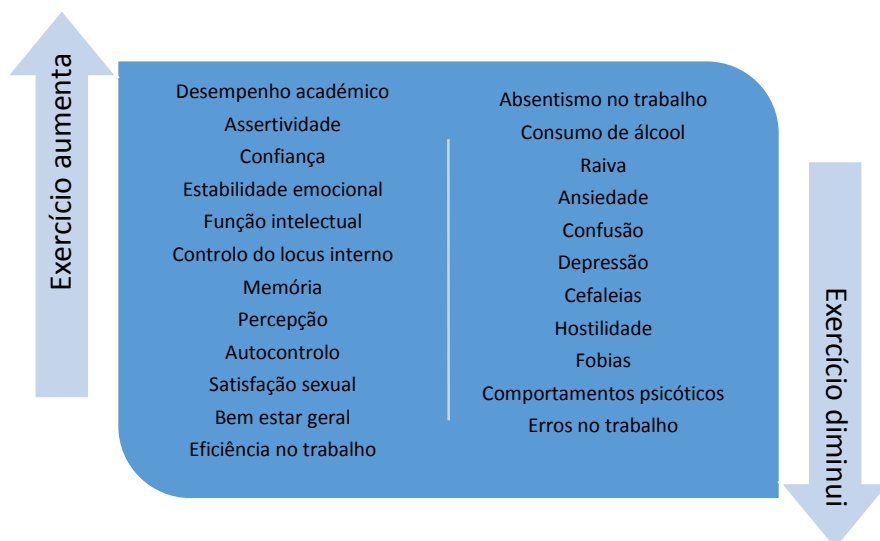 Exercício aumenta
Desempenho académico
Assertividade
Confiança
Estabilidade emocional
Função intelectual
Controlo do locus interno
Memória
Percepção
Autocontrolo
Satisfação sexual
Bem estar geral
Eficiência no trabalho
Absentismo no trabalho
Consumo de álcool
Raiva
Ansiedade
Confusão
Depressão
Cefaleias
Hostilidade
Fobias
Comportamentos psicóticos
Erros no trabalho
Exercício diminui